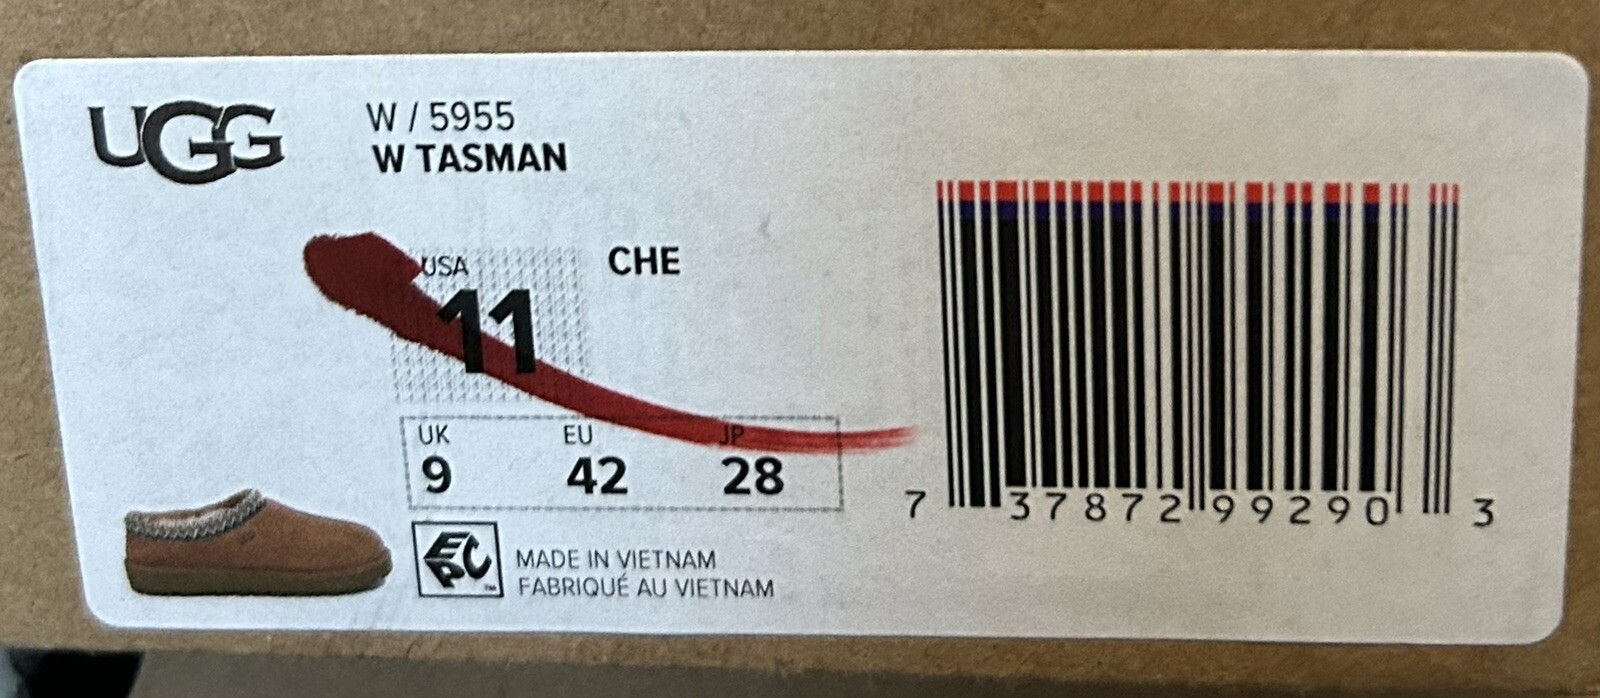 UGG
W / 5955
W TASMAN
USA
11
CHE
UK EU JP
9 42 28
EPC
MADE IN VIETNAM
FABRIQUÉ AU VIETNAM
7 37872 99290 3